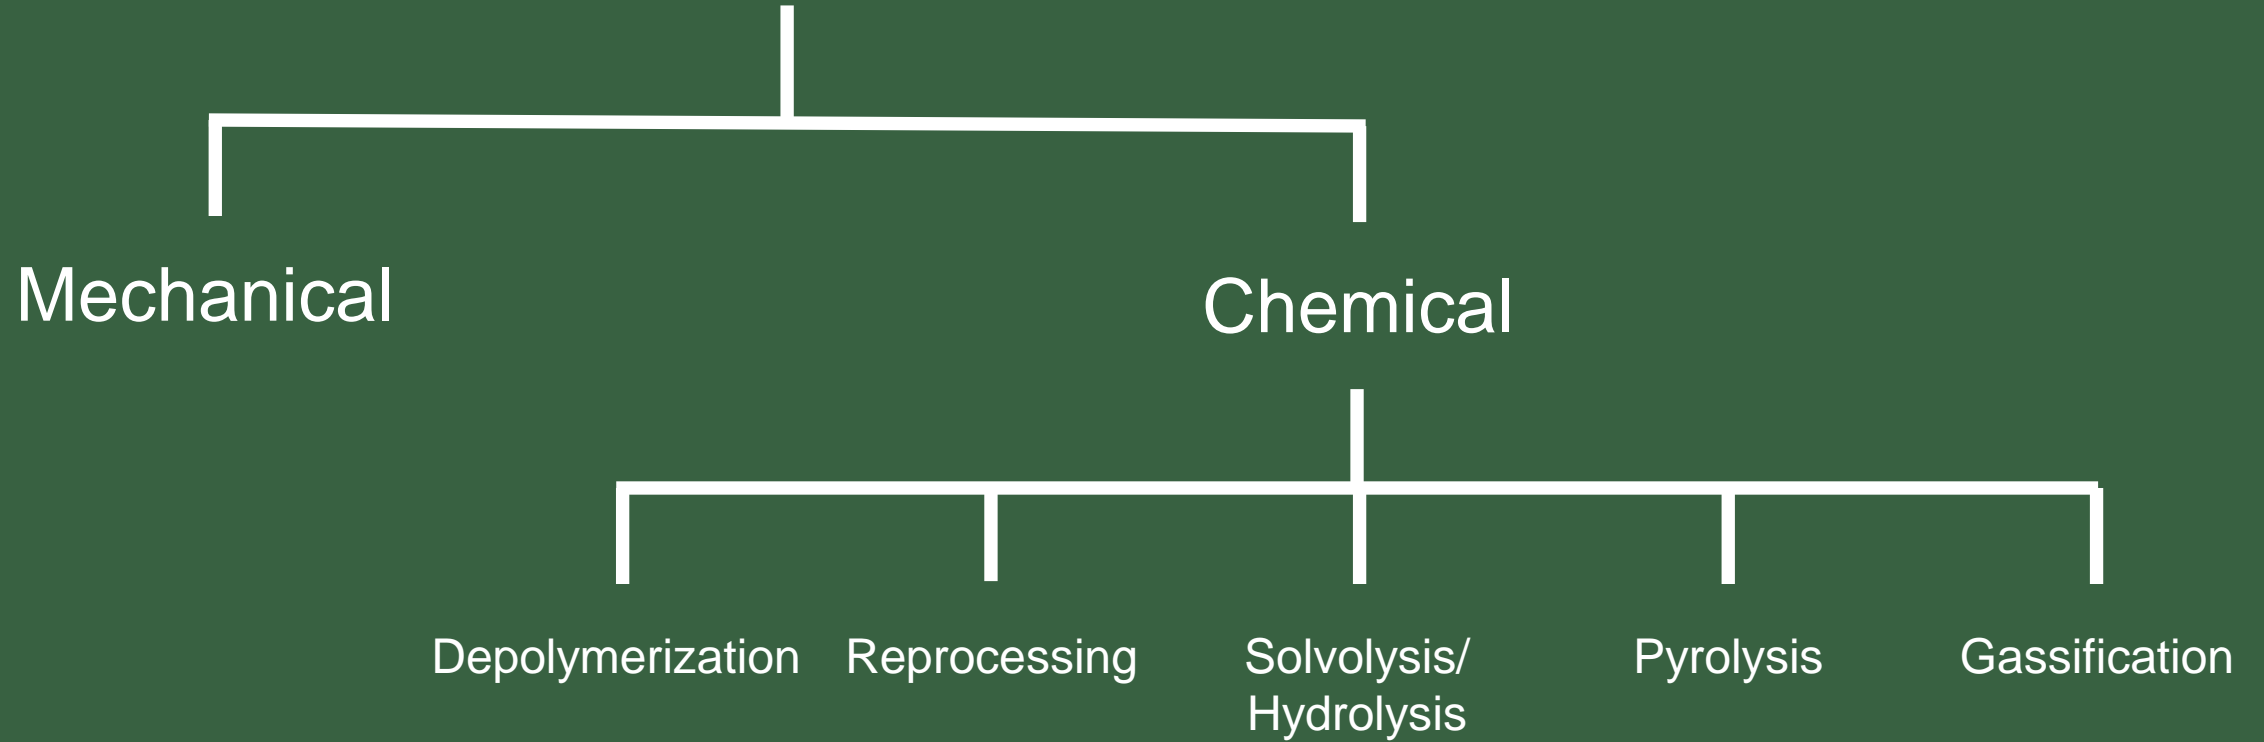 Mechanical
Chemical
Depolymerization
Reprocessing
Solvolysis/
Hydrolysis
Pyrolysis
Gassification